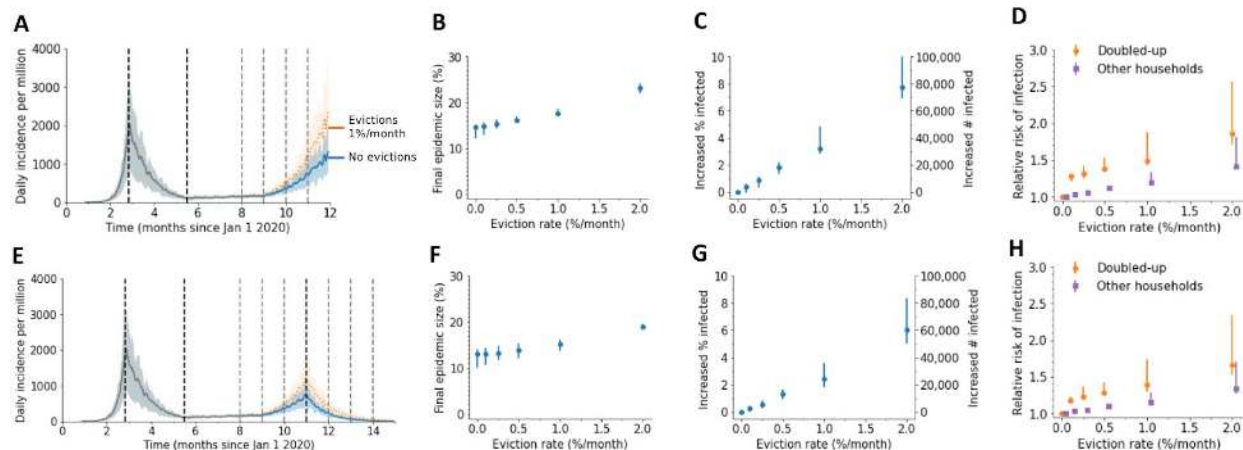 A
Daily incidence per million
4000
3000
2000
1000
0
0 2 4 6 8 10 12
Time (months since Jan 1 2020)
Evictions
1%/month
No evictions
B
Final epidemic size (%)
30
20
10
0
0.0 0.5 1.0 1.5 2.0
Eviction rate (%/month)
C
Increased % infected
10
8
6
4
2
0
0.0 0.5 1.0 1.5 2.0
Eviction rate (%/month)
100,000
80,000
60,000
40,000
20,000
0
Increased # infected
D
Doubled-up
Other households
Relative risk of infection
3.0
2.5
2.0
1.5
1.0
0.0 0.5 1.0 1.5 2.0
Eviction rate (%/month)
E
Daily incidence per million
4000
3000
2000
1000
0
0 2 4 6 8 10 12 14
Time (months since Jan 1 2020)
F
Final epidemic size (%)
30
20
10
0
0.0 0.5 1.0 1.5 2.0
Eviction rate (%/month)
G
Increased % infected
10
8
6
4
2
0
0.0 0.5 1.0 1.5 2.0
Eviction rate (%/month)
100,000
80,000
60,000
40,000
20,000
0
Increased # infected
H
Doubled-up
Other households
Relative risk of infection
3.0
2.5
2.0
1.5
1.0
0.0 0.5 1.0 1.5 2.0
Eviction rate (%/month)